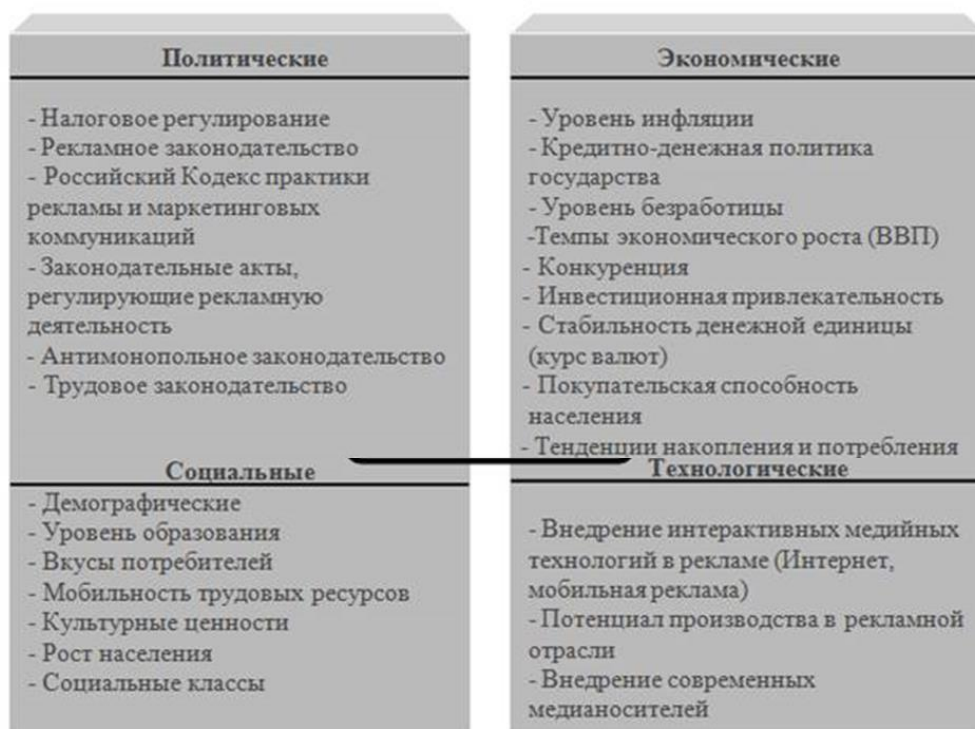 Политические
- Налоговое регулирование
- Рекламное законодательство
- Российский Кодекс практики
рекламы и маркетинговых
коммуникаций
- Законодательные акты,
регулирующие рекламную
деятельность
- Антимонопольное законодательство
- Трудовое законодательство
Экономические
- Уровень инфляции
- Кредитно-денежная политика
государства
- Уровень безработицы
-Темпы экономического роста (ВВП)
- Конкуренция
- Инвестиционная привлекательность
- Стабильность денежной единицы
(курс валют)
- Покупательская способность
населения
- Тенденции накопления и потребления
Социальные
- Демографические
- Уровень образования
- Вкусы потребителей
- Мобильность трудовых ресурсов
- Культурные ценности
- Рост населения
- Социальные классы
Технологические
- Внедрение интерактивных медийных
технологий в рекламе (Интернет,
мобильная реклама)
- Потенциал производства в рекламной
отрасли
- Внедрение современных
медианосителей